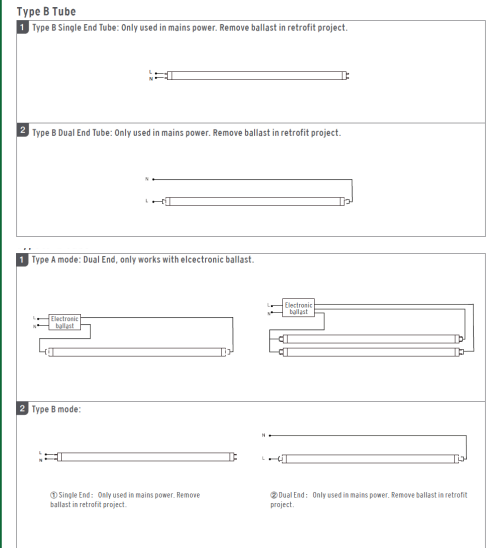 Type B Tube
1 Type B Single End Tube: Only used in mains power. Remove ballast in retrofit project.
L
N
2 Type B Dual End Tube: Only used in mains power. Remove ballast in retrofit project.
N
L
1 Type A mode: Dual End, only works with elcectronic ballast.
L
N
Electronic
ballast
L
N
Electronic
ballast
2 Type B mode:
L
N
N
L
① Single End: Only used in mains power. Remove
ballast in retrofit project.
② Dual End: Only used in mains power. Remove ballast in retrofit
project.